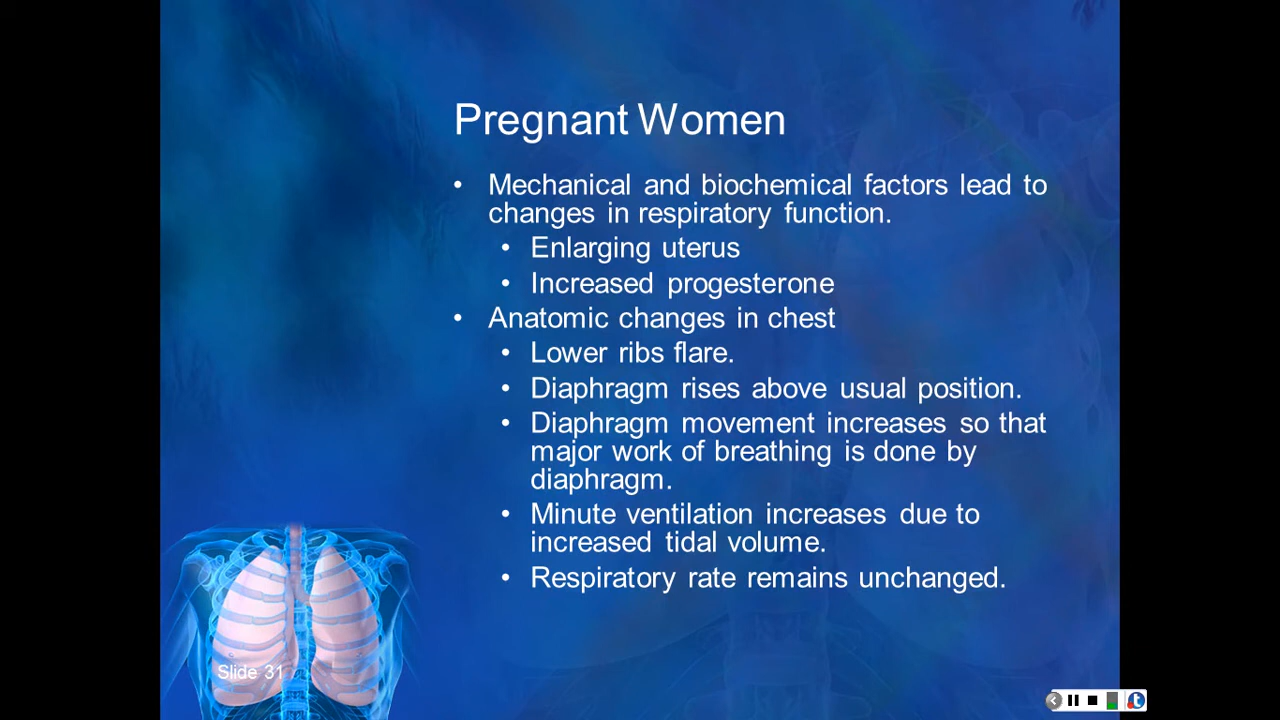 Pregnant Women
• Mechanical and biochemical factors lead to
changes in respiratory function.
• Enlarging uterus
• Increased progesterone
• Anatomic changes in chest
• Lower ribs flare.
• Diaphragm rises above usual position.
• Diaphragm movement increases so that
major work of breathing is done by
diaphragm.
• Minute ventilation increases due to
increased tidal volume.
• Respiratory rate remains unchanged.
Slide 31
t